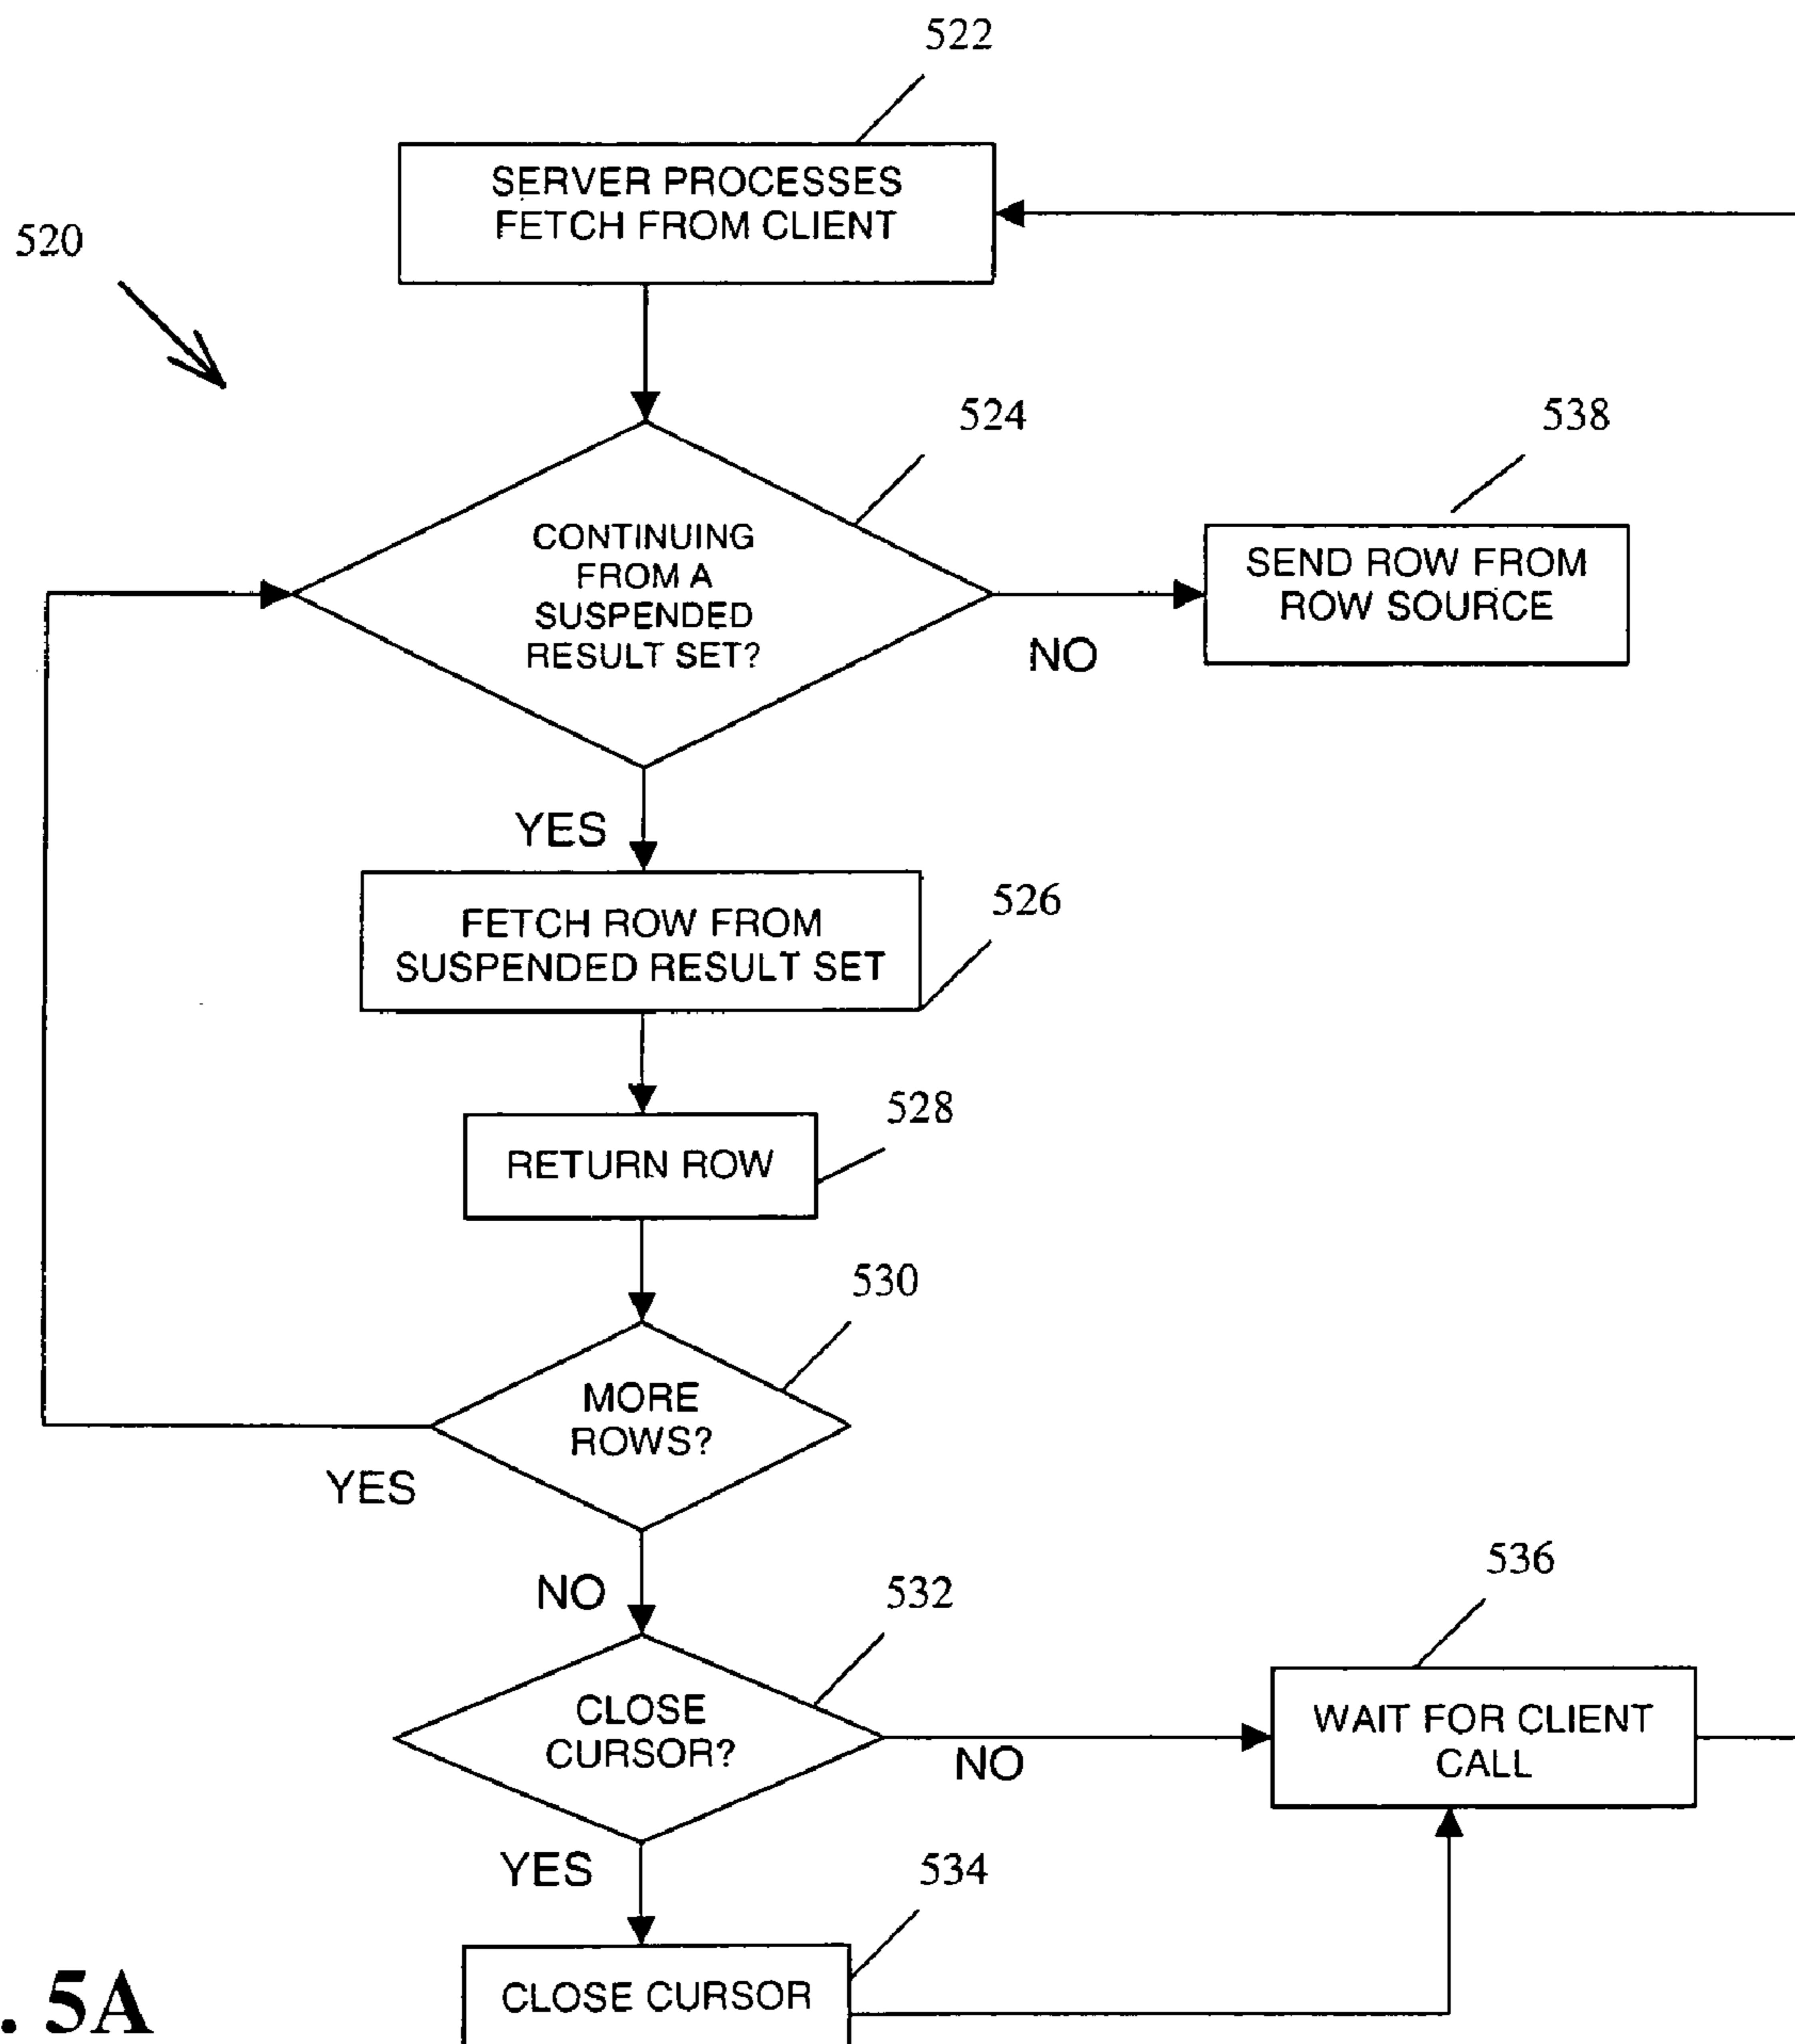 522
SERVER PROCESSES
FETCH FROM CLIENT
520
524
538
CONTINUING
FROM A
SUSPENDED
RESULT SET?
SEND ROW FROM
ROW SOURCE
NO
YES
526
FETCH ROW FROM
SUSPENDED RESULT SET
528
RETURN ROW
530
MORE
ROWS?
YES
536
NO
532
CLOSE
CURSOR?
WAIT FOR CLIENT
CALL
NO
YES
534
CLOSE CURSOR
. 5A